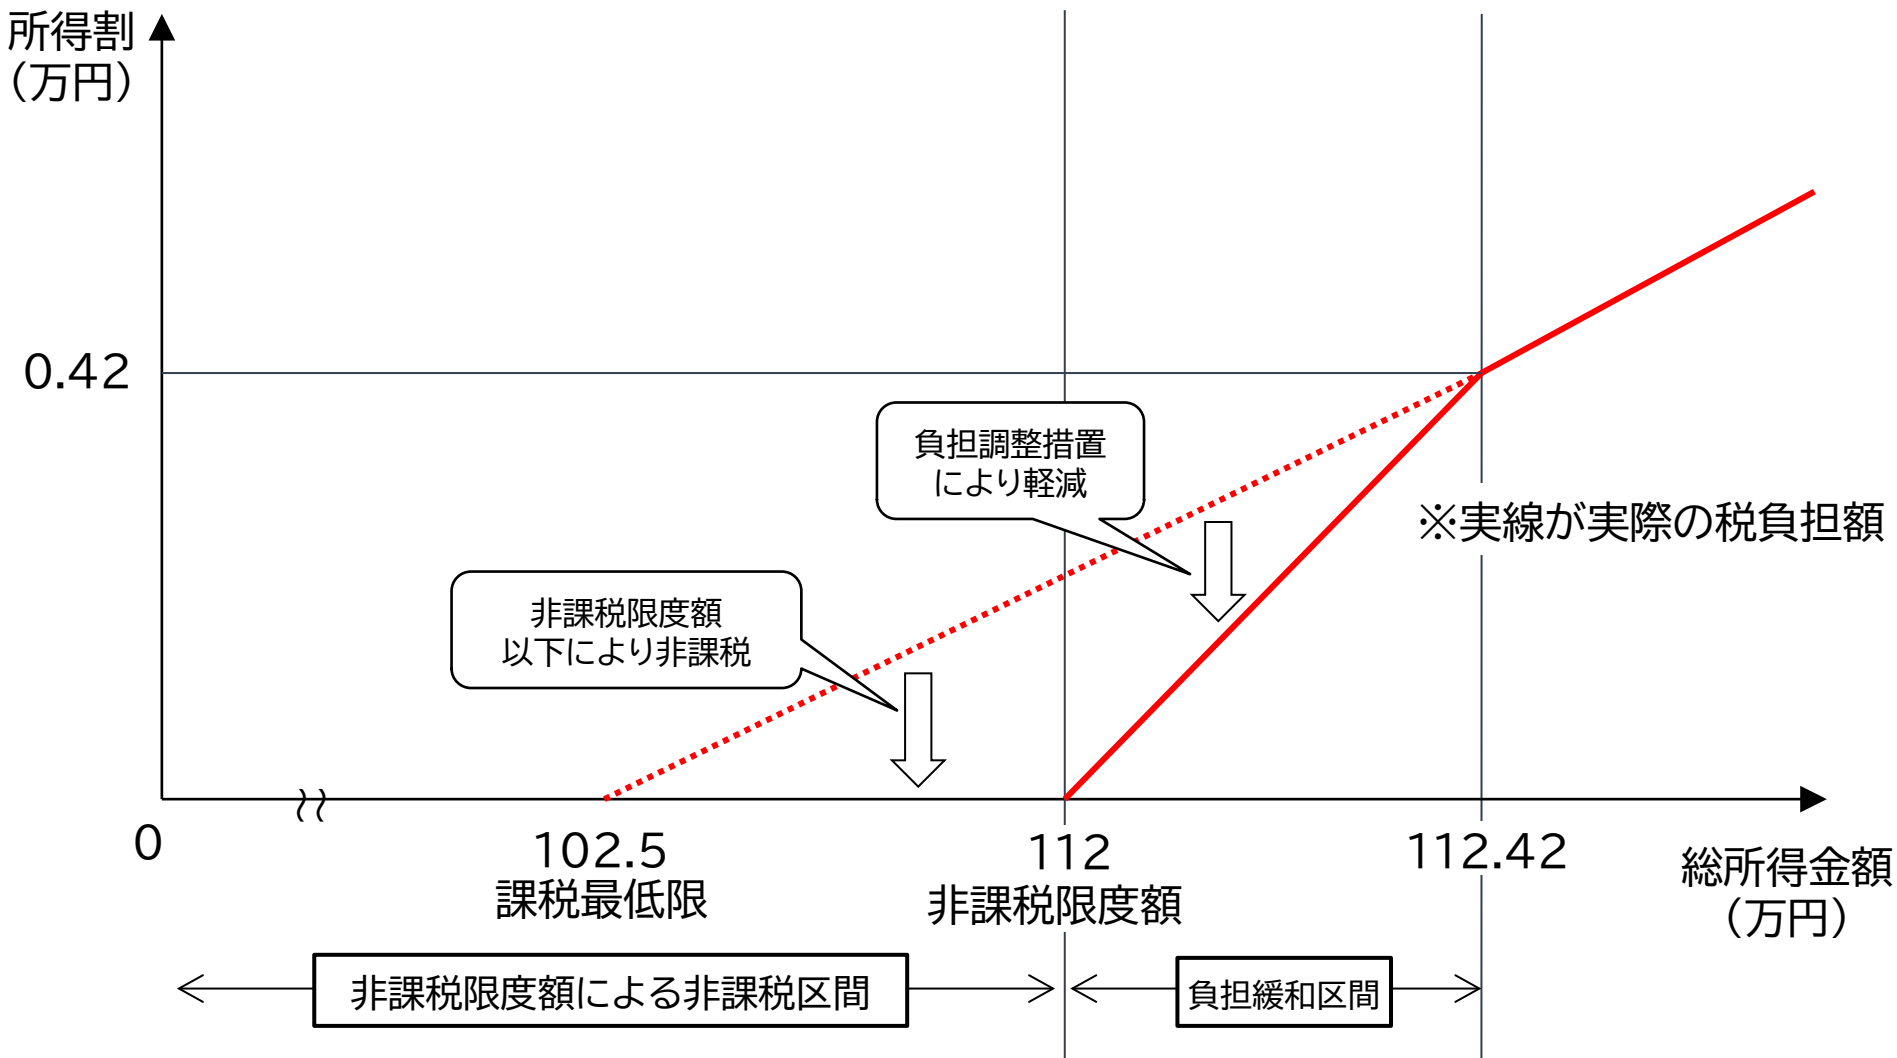 所得割
（万円）
0.42
負担調整措置
により軽減
※実線が実際の税負担額
非課税限度額
以下により非課税
0
102.5
課税最低限
112
非課税限度額
112.42
総所得金額
（万円）
非課税限度額による非課税区間
負担緩和区間